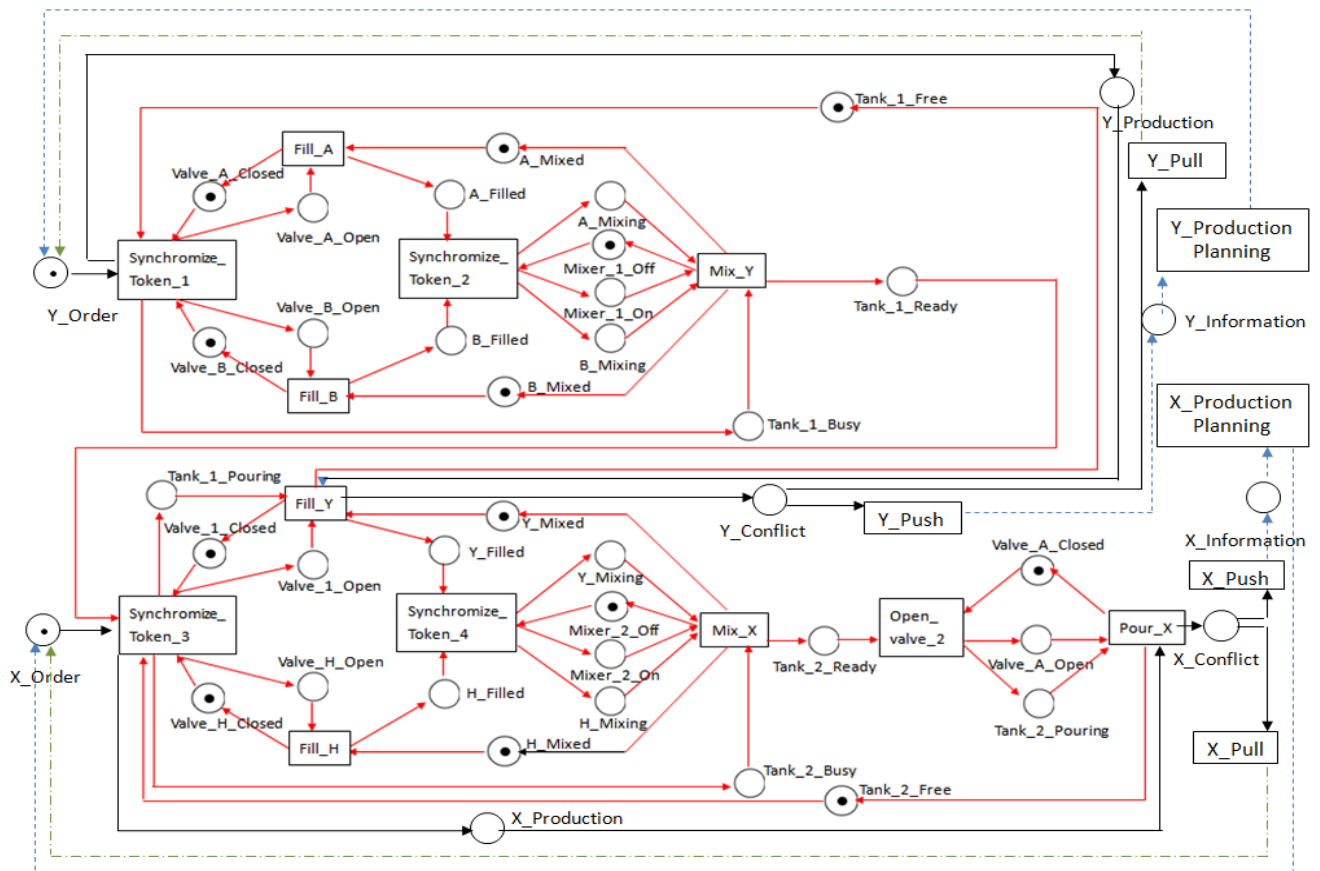 Tank_1_Free
Y_Production
Fill_A
A_Mixed
Y_Pull
Valve_A_Closed
A_Filled
Valve_A_Open
A_Mixing
Y_Production
Planning
Synchronize_
Token_1
Synchronize_
Token_2
Mixer_1_Off
Mix_Y
Y_Order
Valve_B_Open
Mixer_1_On
Tank_1_Ready
Y_Information
B_Filled
Valve_B_Closed
B_Mixing
Fill_B
B_Mixed
X_Production
Planning
Tank_1_Busy
Tank_1_Pouring
Fill_Y
Valve_1_Closed
Y_Mixed
Y_Conflict
Y_Push
X_Information
Y_Filled
Valve_1_Open
Y_Mixing
Valve_A_Closed
X_Push
Synchronize_
Token_3
Synchronize_
Token_4
Mixer_2_Off
Mix_X
Open_
valve_2
Pour_X
X_Order
Valve_H_Open
Mixer_2_On
Tank_2_Ready
Valve_A_Open
X_Conflict
H_Filled
Valve_H_Closed
H_Mixing
Tank_2_Pouring
Fill_H
H_Mixed
X_Pull
Tank_2_Busy
Tank_2_Free
X_Production